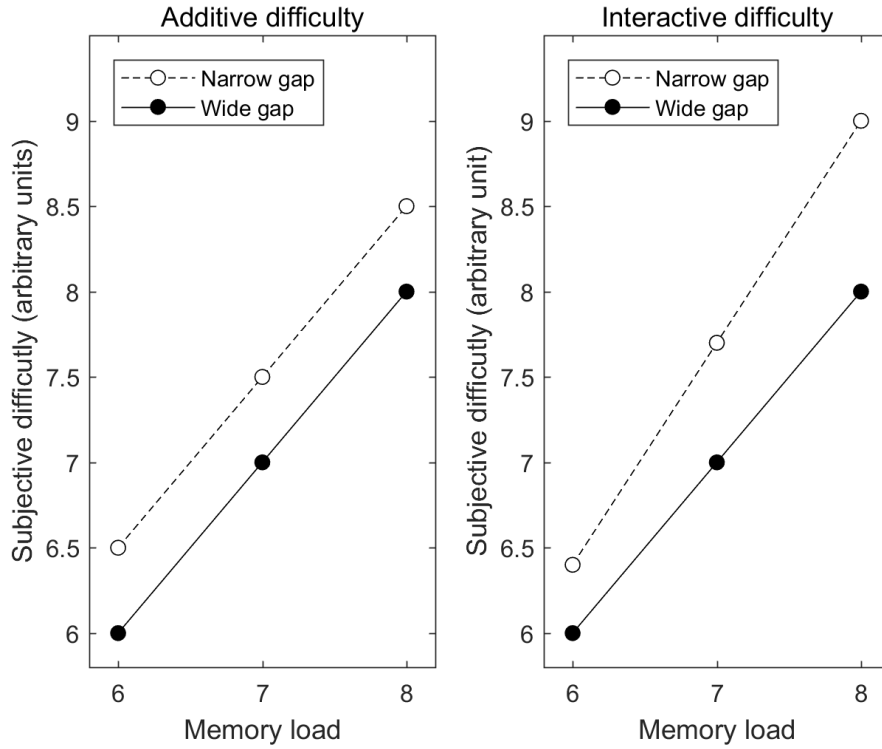 Additive difficulty
Narrow gap
Wide gap
Subjective difficutly (arbitrary units)
9
8.5
8
7.5
7
6.5
6
6 7 8
Memory load
Interactive difficulty
Narrow gap
Wide gap
Subjective difficutly (arbitrary unit)
9
8.5
8
7.5
7
6.5
6
6 7 8
Memory load